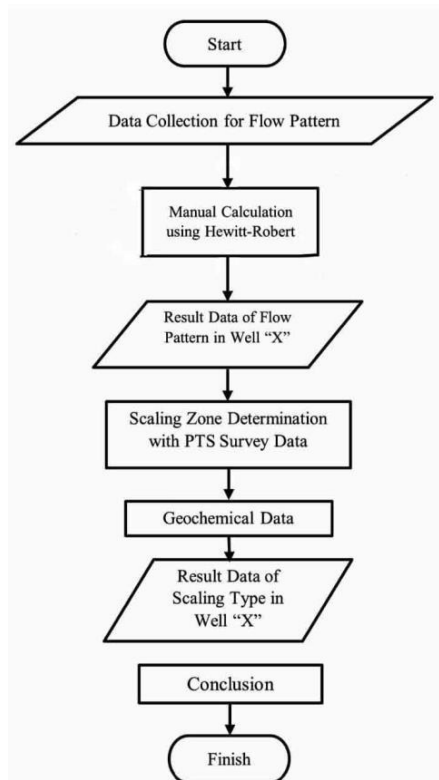 Start
Data Collection for Flow Pattern
Manual Calculation
using Hewitt-Robert
Result Data of Flow
Pattern in Well “X”
Scaling Zone Determination
with PTS Survey Data
Geochemical Data
Result Data of
Scaling Type in
Well “X”
Conclusion
Finish